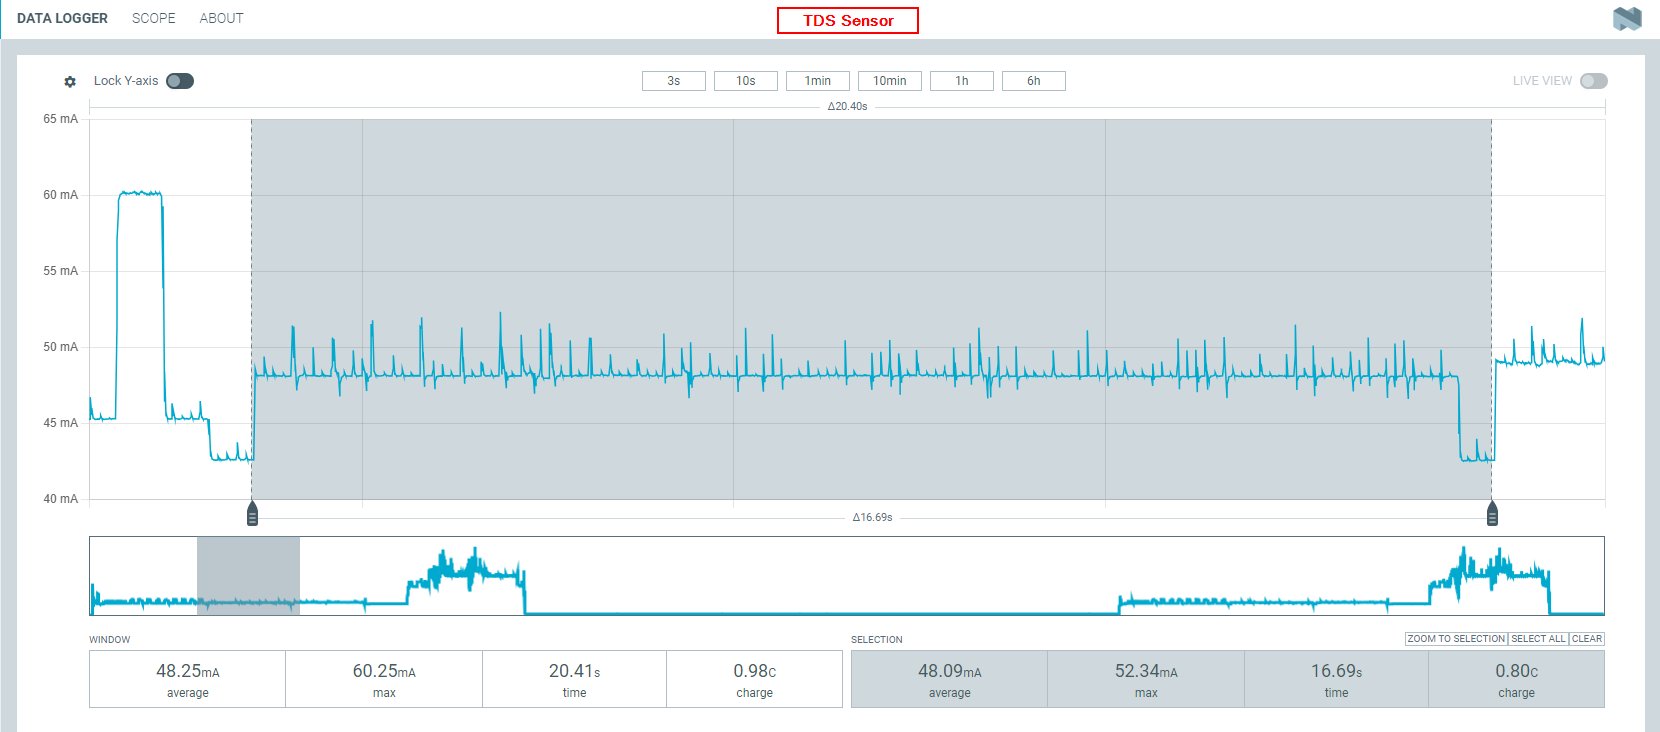 DATA LOGGER SCOPE ABOUT
TDS Sensor
Lock Y-axis
3s 10s 1min 10min 1h 6h
LIVE VIEW
Δ20.40s
65 mA
60 mA
55 mA
50 mA
45 mA
40 mA
Δ16.69s
WINDOW
SELECTION
ZOOM TO SELECTION SELECT ALL CLEAR
48.25mA 60.25mA 20.41s 0.98C
average max time charge
48.09mA 52.34mA 16.69s 0.80C
average max time charge